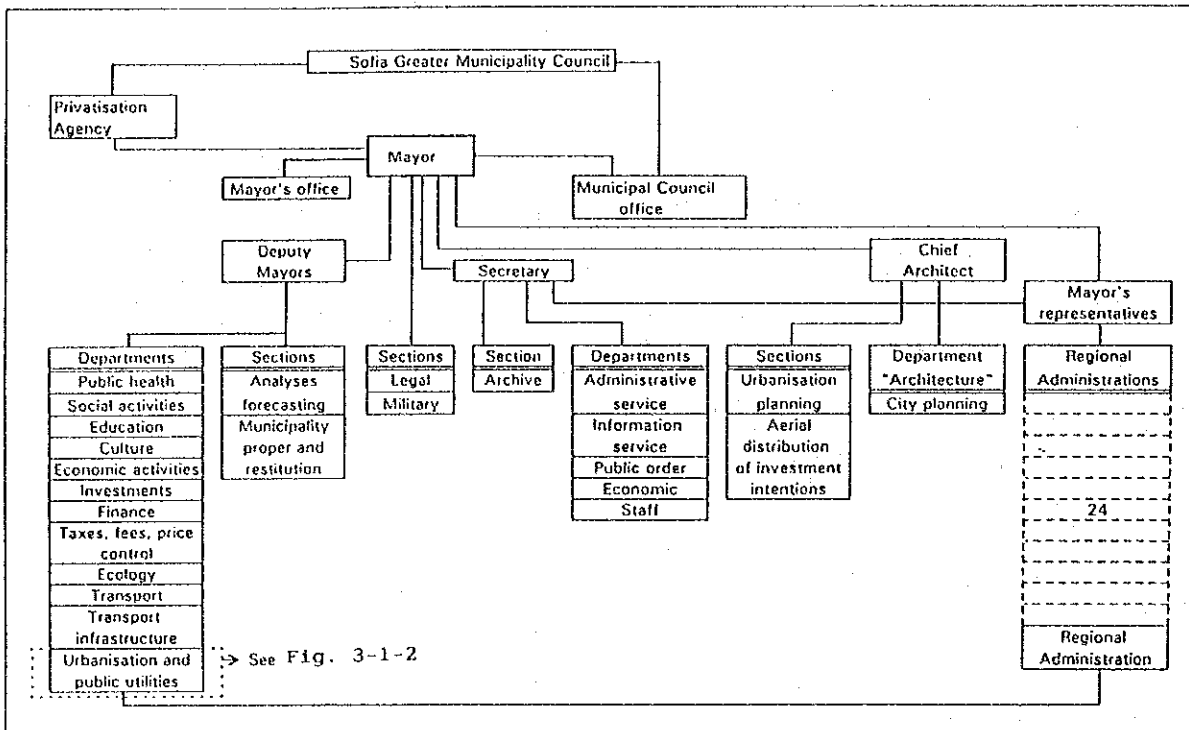 Sofia Greater Municipality Council
Privatisation
Agency
Mayor
Mayor's office
Municipal Council
office
Deputy
Mayors
Secretary
Chief
Architect
Mayor's
representatives
Departments
Public health
Social activities
Education
Culture
Economic activities
Investments
Finance
Taxes, fees, price
control
Ecology
Transport
Transport
infrastructure
Urbanisation and
public utilities
See Fig. 3-1-2
Sections
Analyses
forecasting
Municipality
proper and
restitution
Sections
Legal
Military
Section
Archive
Departments
Administrative
service
Information
service
Public order
Economic
Staff
Sections
Urbanisation
planning
Aerial
distribution
of investment
intentions
Department
"Architecture"
City planning
Regional
Administrations
24
Regional
Administration